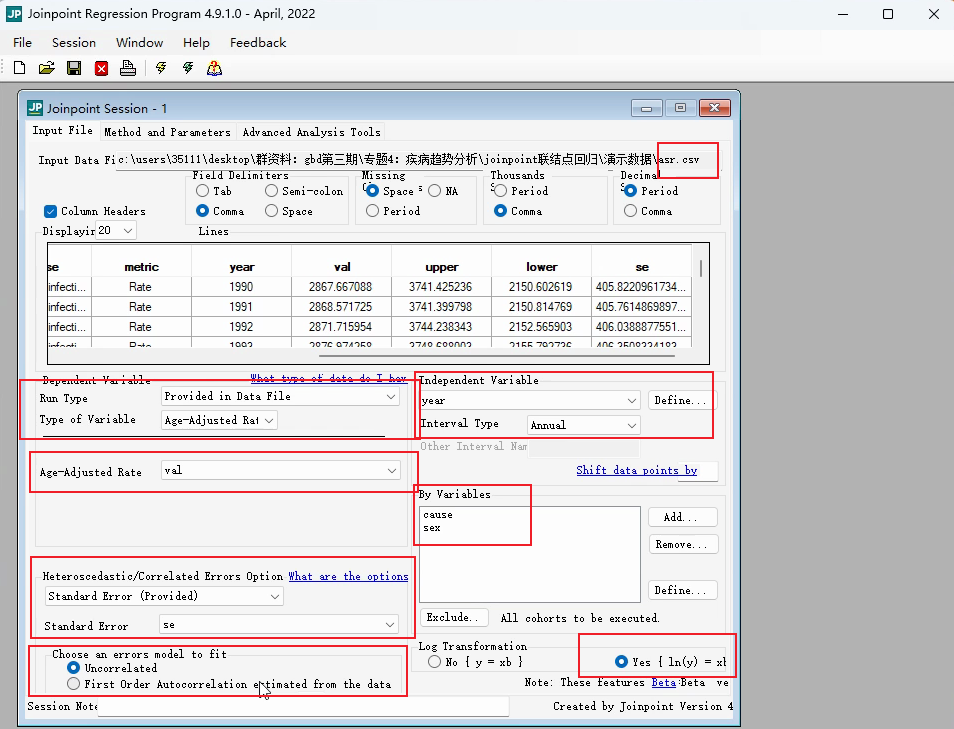 Joinpoint Regression Program 4.9.1.0 - April, 2022
File Session Window Help Feedback
Joinpoint Session - 1
Input File Method and Parameters Advanced Analysis Tools
Input Data Fi c:\users\35111\desktop\群资料：gbd第三期\专题4：疾病趋势分析\joinpoint联结点回归\演示数据\asr.csv
Field Delimiters Missing Thousands Decimal
Tab Semi-colon Space NA Period Period
Column Headers Comma Space Period Comma Comma
Displayin 20 Lines
se metric year val upper lower se
infecti... Rate 1990 2867.667088 3741.425236 2150.602619 405.8220961734...
infecti... Rate 1991 2868.571725 3741.399798 2150.814769 405.7614869897...
infecti... Rate 1992 2871.715954 3744.238343 2152.565903 406.0388877551...
infecti... Rate 1993 2876.974258 3748.688003 2155.792736 406.3508334183
Dependent Variable What type of data do I hav Independent Variable
Run Type Provided in Data File year Define...
Type of Variable Age-Adjusted Rat Interval Type Annual
Other Interval Nam
Age-Adjusted Rate val Shift data points by
By Variables
cause Add...
sex
Remove...
Heteroscedastic/Correlated Errors Option What are the options
Standard Error (Provided) Define...
Standard Error se Exclude.. All cohorts to be executed.
Choose an errors model to fit Log Transformation
Uncorrelated No { y = xb } Yes { ln(y) = xb
First Order Autocorrelation estimated from the data Note: These features Beta Beta ve
Session Note Created by Joinpoint Version 4